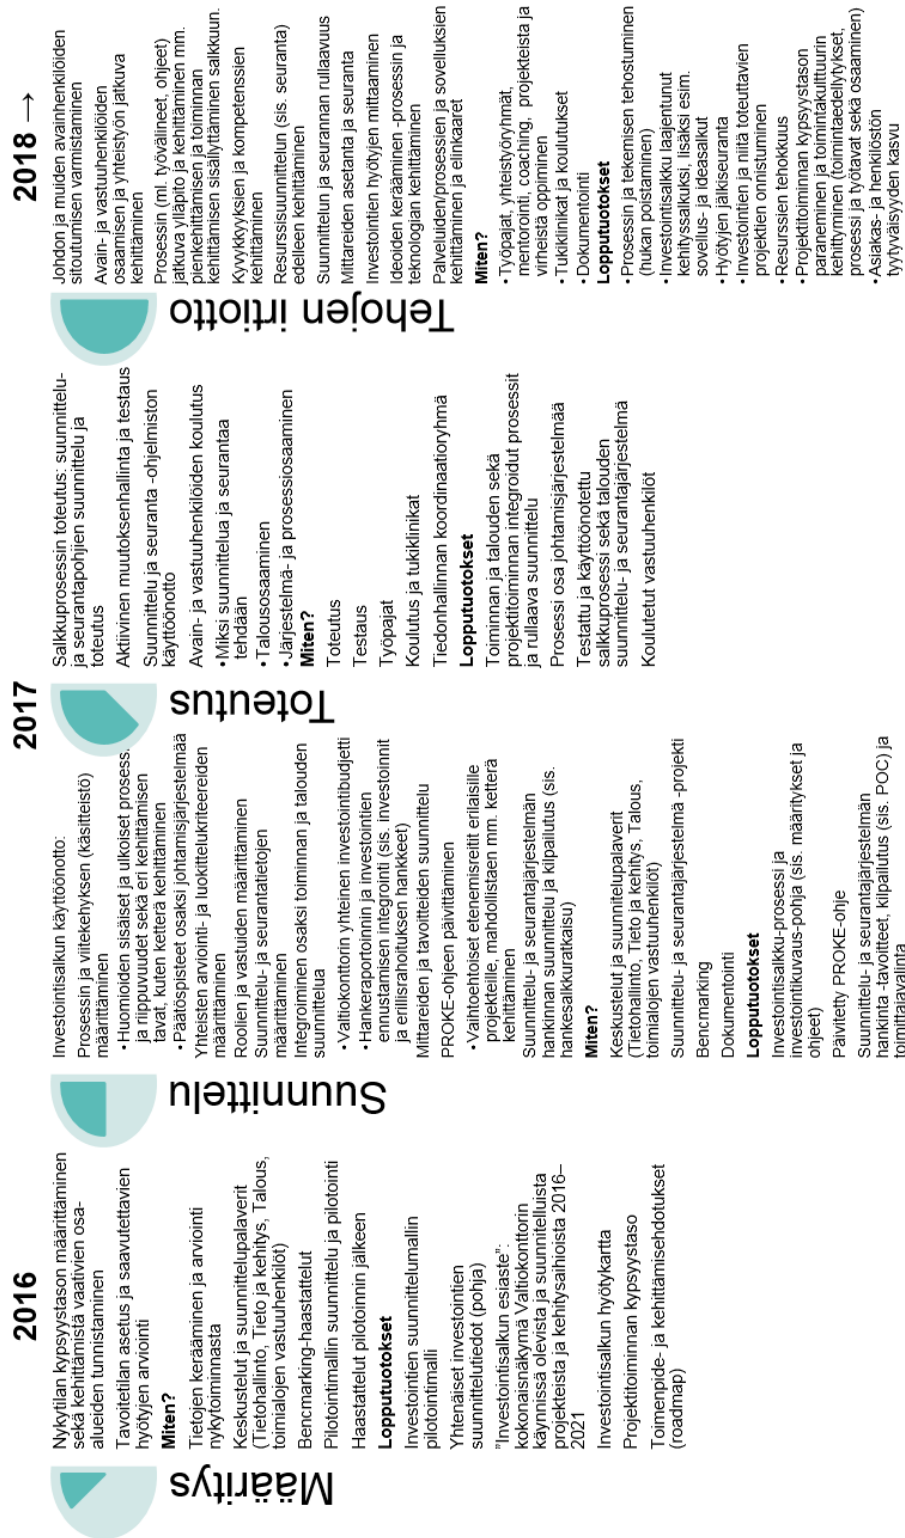 2016
Määritys
Nykytilan kypsyystason määrittäminen
sekä kehittämistä vaativien osa-
alueiden tunnistaminen
Tavoitetilan asetus ja saavutettavien
hyötyjen arviointi
Miten?
Tietojen kerääminen ja arviointi
nykytoiminnasta
Keskustelut ja suunnittelupalaverit
(Tietohallinto, Tieto ja kehitys, Talous,
toimialojen vastuuhenkilöt)
Bencmarking-haastattelut
Pilotointimallin suunnittelu ja pilotointi
Haastattelut pilotoinnin jälkeen
Lopputuotokset
Investointien suunnittelumallin
pilotointimalli
Yhtenäiset investointien
suunnittelutiedot (pohja)
”Investointisalkun esiaste”:
kokonaisnäkymä Valtiokonttorin
käynnissä olevista ja suunnitelluista
projekteista ja kehitysaihioista 2016–
2021
Investointisalkun hyötykartta
Projektitoiminnan kypsyystaso
Toimenpide- ja kehittämisehdotukset
(roadmap)
Suunnittelu
Investointisalkun käyttöönotto:
Prosessin ja viitekehyksen (käsitteistö)
määrittäminen
• Huomioiden sisäiset ja ulkoiset prosess.
ja riippuvuudet sekä eri kehittämisen
tavat, kuten ketterä kehittäminen
• Päätöspisteet osaksi johtamisjärjestelmää
Yhteisten arviointi- ja luokittelukriteereiden
määrittäminen
Roolien ja vastuiden määrittäminen
Suunnittelu- ja seurantatietojen
määrittäminen
Integroiminen osaksi toiminnan ja talouden
suunnittelua
• Valtiokonttorin yhteinen investointibudjetti
• Hankeraportoinnin ja investointien
ennustamisen integrointi (sis. investoinnit
ja erillisrahoituksen hankkeet)
Mittareiden ja tavoitteiden suunnittelu
PROKE-ohjeen päivittäminen
• Vaihtoehtoiset etenemisreitit erilaisille
projekteille, mahdollistaen mm. ketterä
kehittäminen
Suunnittelu- ja seurantajärjestelmän
hankinnan suunnittelu ja kilpailutus (sis.
hankesalkkuratkaisu)
Miten?
Keskustelut ja suunnitelupalaverit
(Tietohallinto, Tieto ja kehitys, Talous,
toimialojen vastuuhenkilöt)
Suunnittelu- ja seurantajärjestelmä -projekti
Bencmarking
Dokumentointi
Lopputuotokset
Investointisalkku-prosessi ja
investointikuvaus-pohja (sis. määritykset ja
ohjeet)
Päivitetty PROKE-ohje
Suunnittelu- ja seurantajärjestelmän
hankinta -tavoitteet, kilpailutus (sis. POC) ja
toimittajavalinta
2017
Toteutus
Salkkuprosessin toteutus: suunnittelu-
ja seurantapohjien suunnittelu ja
toteutus
Aktiivinen muutoksenhallinta ja testaus
Suunnittelu ja seuranta -ohjelmiston
käyttöönotto
Avain- ja vastuuhenkilöiden koulutus
• Miksi suunnittelua ja seurantaa
tehdään
• Talousosaaminen
• Järjestelmä- ja prosessiosaaminen
Miten?
Toteutus
Testaus
Työpajat
Koulutus ja tukiklinikat
Tiedonhallinnan koordinaatioryhmä
Lopputuotokset
Toiminnan ja talouden sekä
projektitoiminnan integroidut prosessit
ja rullaava suunnittelu
Prosessi osa johtamisjärjestelmää
Testattu ja käyttöönotettu
salkkuprosessi sekä talouden
suunnittelu- ja seurantajärjestelmä
Koulutetut vastuuhenkilöt
2018 →
Tehojen irtiotto
Johdon ja muiden avainhenkilöiden
sitoutumisen varmistaminen
Avain- ja vastuuhenkilöiden
osaamisen ja yhteistyön jatkuva
kehittäminen
Prosessin (ml. työvälineet, ohjeet)
jatkuva ylläpito ja kehittäminen mm.
pienkehittämisen ja toiminnan
kehittämisen sisällyttäminen salkkuun.
Kyvykkyyksien ja kompetenssien
kehittäminen
Resurssisuunnittelun (sis. seuranta)
edelleen kehittäminen
Suunnittelun ja seurannan rullaavuus
Mittareiden asetanta ja seuranta
Investointien hyötyjen mittaaminen
Ideoiden kerääminen -prosessin ja
teknologian kehittäminen
Palveluiden/prosessien ja sovelluksien
kehittäminen ja elinkaaret
Miten?
• Työpajat, yhteistyöryhmät,
mentorointi, coaching, projekteista ja
virheistä oppiminen
• Tukiklinikat ja koulutukset
• Dokumentointi
Lopputuotokset
• Prosessin ja tekemisen tehostuminen
(hukan poistaminen)
• Investointisalkku laajentunut
kehityssalkuksi, lisäksi esim.
sovellus- ja ideasalkut
• Hyötyjen jälkiseuranta
• Investointien ja niitä toteuttavien
projektien onnistuminen
• Resurssien tehokkuus
• Projektitoiminnan kypsyystason
paraneminen ja toimintakulttuurin
kehittyminen (toimintaedellytykset,
prosessi ja työtavat sekä osaaminen)
• Asiakas- ja henkilöstön
tyytyväisyyden kasvu